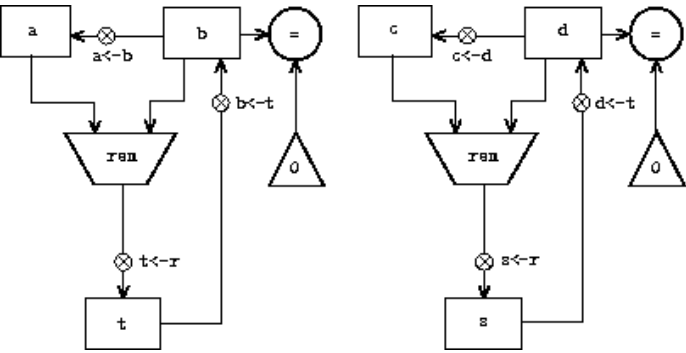 a b = c d =
a<-b c<-d
b<-t d<-t
rem rem
0 0
t<-r s<-r
t s